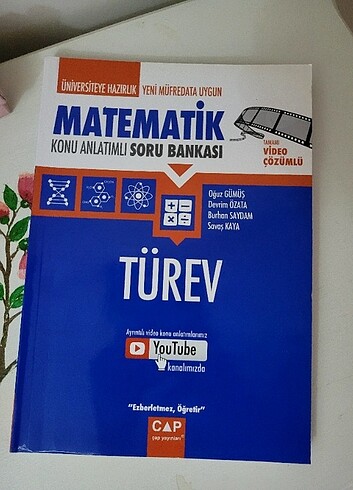 ÜNİVERSİTEYE HAZIRLIK YENİ MÜFREDATA UYGUN
MATEMATİK
KONU ANLATIMLI SORU BANKASI
TAMAMI
VİDEO
ÇÖZÜMLÜ
Oğuz GÜMÜŞ
Devrim ÖZATA
Burhan SAYDAM
Savaş KAYA
TÜREV
Ayrıntılı video konu anlatımlarımız
YouTube
kanalımızda
"Ezberletmez, Öğretir"
ÇAP
çap yayınları